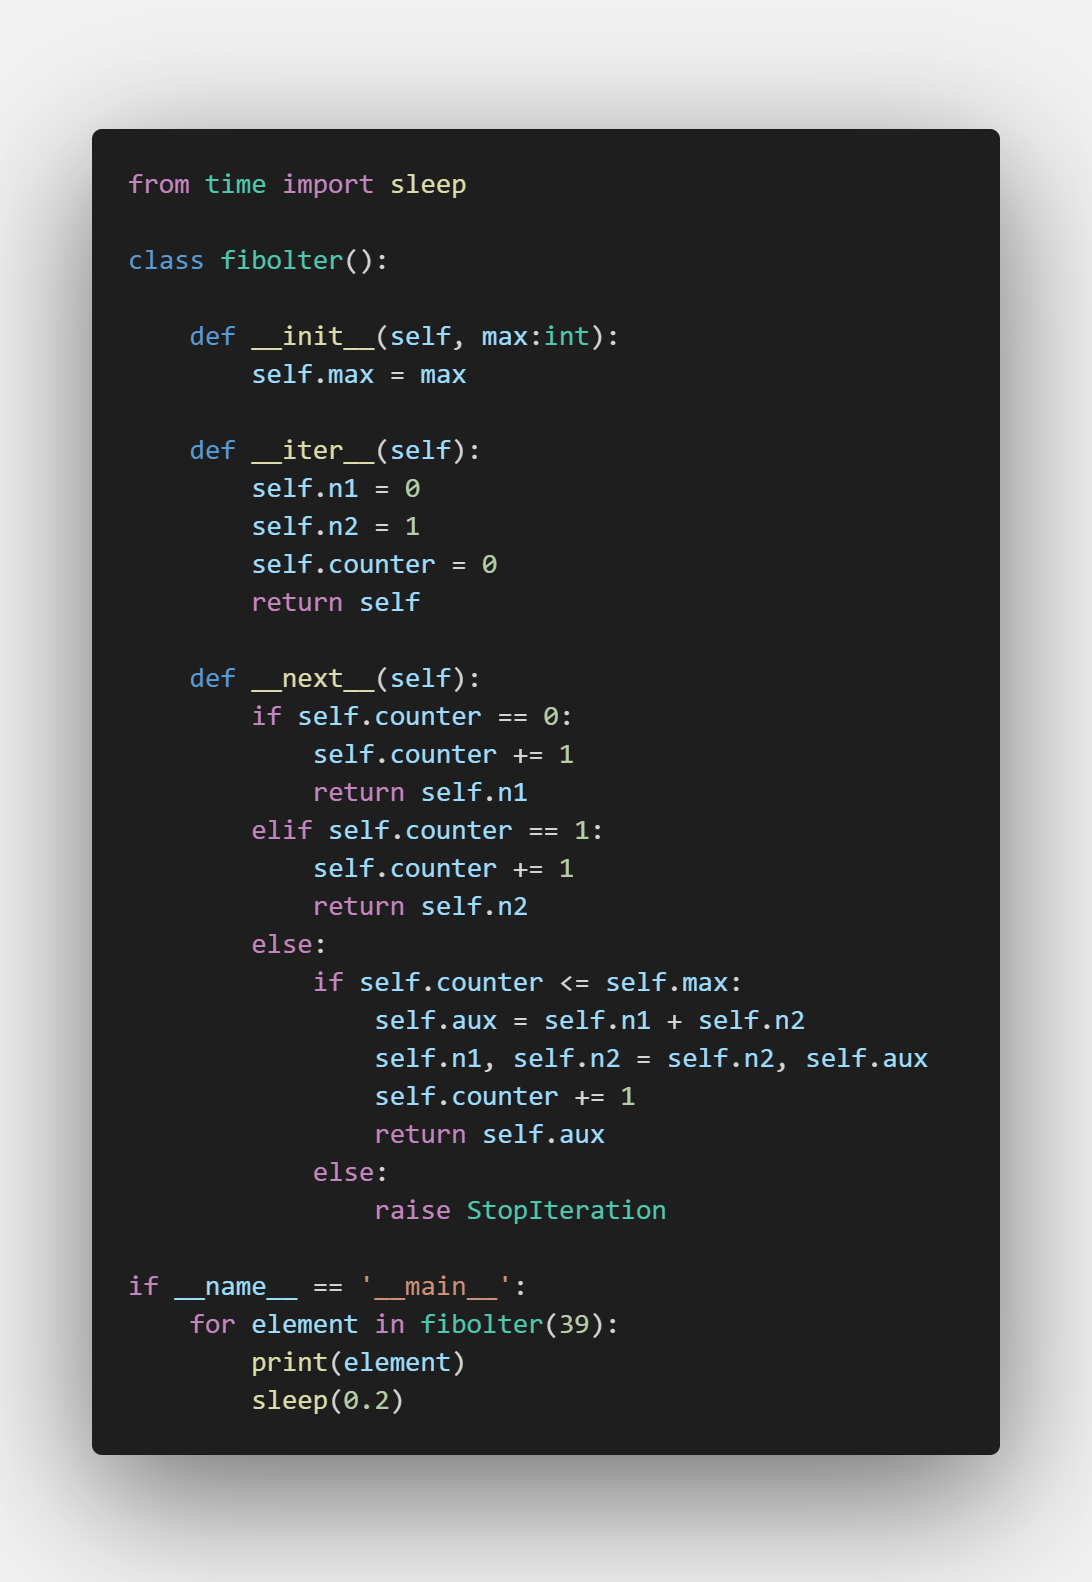 from time import sleep
class fibolter():
    def __init__(self, max:int):
        self.max = max
    def __iter__(self):
        self.n1 = 0
        self.n2 = 1
        self.counter = 0
        return self
    def __next__(self):
        if self.counter == 0:
            self.counter += 1
            return self.n1
        elif self.counter == 1:
            self.counter += 1
            return self.n2
        else:
            if self.counter <= self.max:
                self.aux = self.n1 + self.n2
                self.n1, self.n2 = self.n2, self.aux
                self.counter += 1
                return self.aux
            else:
                raise StopIteration
if __name__ == '__main__':
    for element in fibolter(39):
        print(element)
        sleep(0.2)